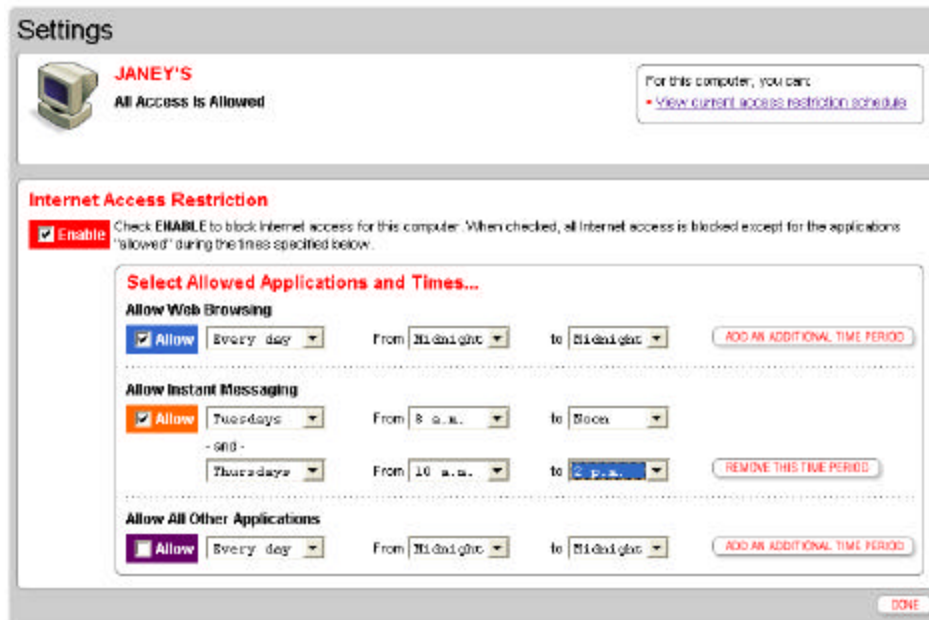 Settings
JANEY'S
All Access Is Allowed
For this computer, you can:
View current access restriction schedule
Internet Access Restriction
Enable
Check ENABLE to block Internet access for this computer. When checked, all Internet access is blocked except for the applications
"allowed" during the times specified below.
Select Allowed Applications and Times...
Allow Web Browsing
Allow Every day From Midnight to Midnight ADD AN ADDITIONAL TIME PERIOD
Allow Instant Messaging
Allow Tuesdays From 8 a.m. to Noon
- and -
Thursdays From 10 a.m. to 2 p.m. REMOVE THIS TIME PERIOD
Allow All Other Applications
Allow Every day From Midnight to Midnight ADD AN ADDITIONAL TIME PERIOD
DONE